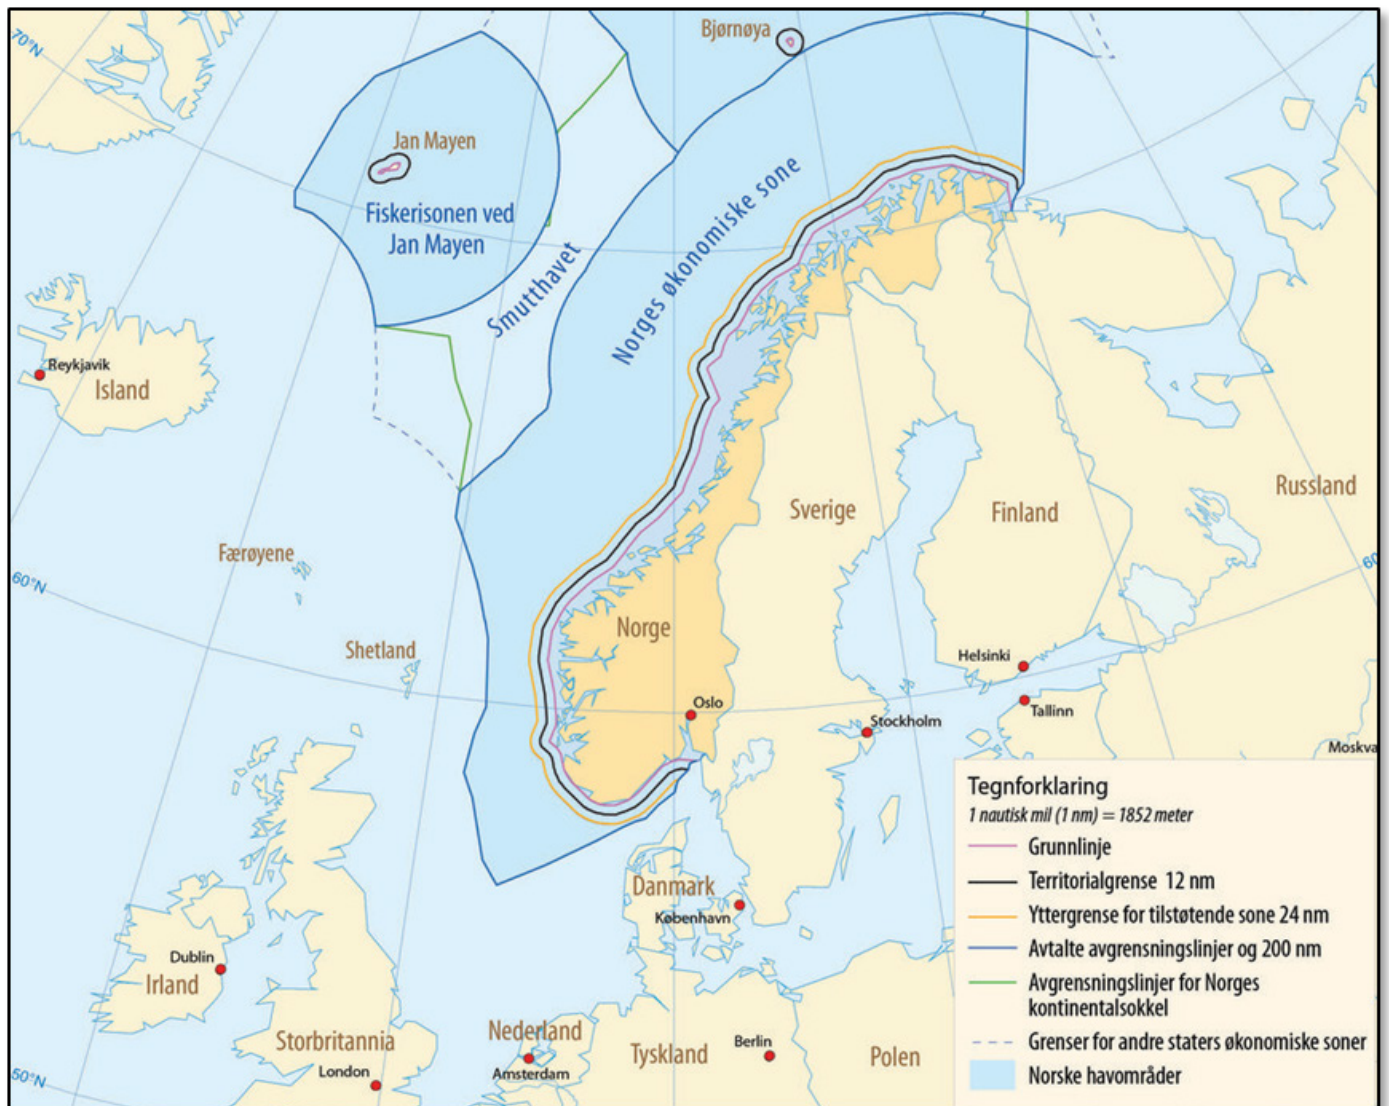 70°N
Bjørnøya
Jan Mayen
Fiskerisonen ved
Jan Mayen
Smutthavet
Norges økonomiske sone
Reykjavik
Island
Sverige
Finland
Russland
Færøyene
60°N
60
Norge
Shetland
Helsinki
Oslo
Tallinn
Stockholm
Moskva
Danmark
København
Dublin
Irland
Storbritannia
Nederland
Tyskland
Berlin
Polen
London
Amsterdam
50°N
Tegnforklaring
1 nautisk mil (1 nm) = 1852 meter
Grunnlinje
Territorialgrense 12 nm
Yttergrense for tilstøtende sone 24 nm
Avtalte avgrensningslinjer og 200 nm
Avgrensningslinjer for Norges
kontinentalsokkel
Grenser for andre staters økonomiske soner
Norske havområder